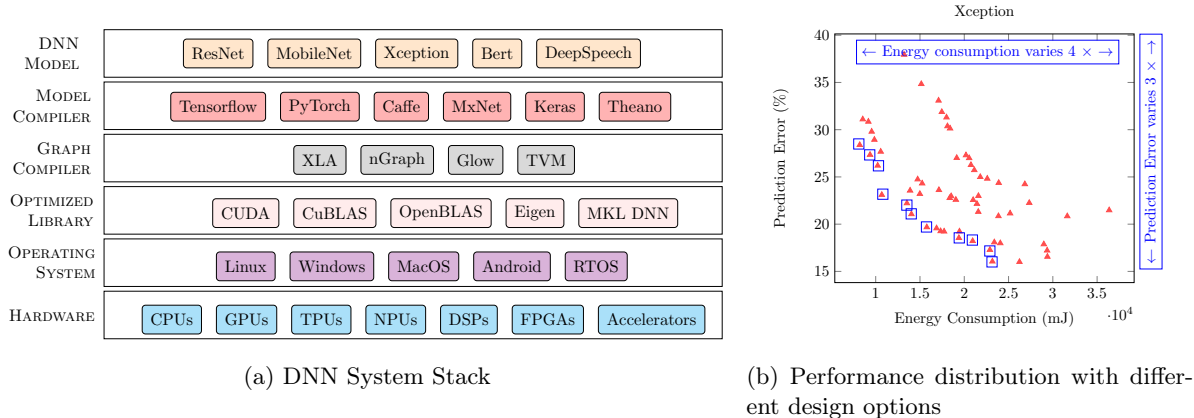 DNN
MODEL
ResNet MobileNet Xception Bert DeepSpeech
MODEL
COMPILER
Tensorflow PyTorch Caffe MxNet Keras Theano
GRAPH
COMPILER
XLA nGraph Glow TVM
OPTIMIZED
LIBRARY
CUDA CuBLAS OpenBLAS Eigen MKL DNN
OPERATING
SYSTEM
Linux Windows MacOS Android RTOS
HARDWARE
CPUs GPUs TPUs NPUs DSPs FPGAs Accelerators
(a) DNN System Stack
Xception
← Energy consumption varies 4 × →
← Prediction Error varies 3 × →
Prediction Error (%)
40
35
30
25
20
15
1 1.5 2 2.5 3 3.5
·10⁴
Energy Consumption (mJ)
(b) Performance distribution with differ-
ent design options